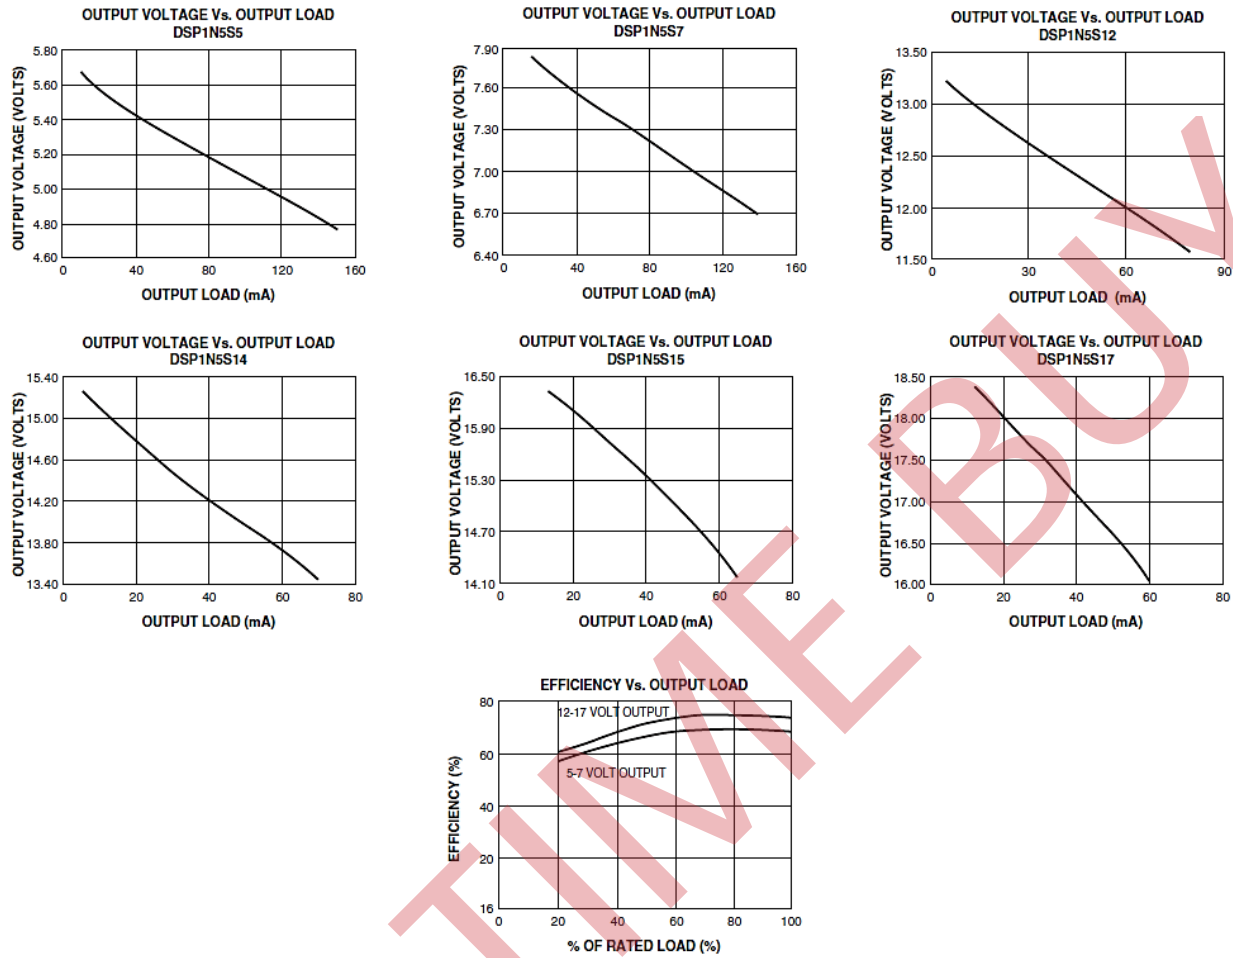 OUTPUT VOLTAGE Vs. OUTPUT LOAD
DSP1N5S5
OUTPUT VOLTAGE (VOLTS)
5.80
5.60
5.40
5.20
5.00
4.80
4.60
0 40 80 120 160
OUTPUT LOAD (mA)
OUTPUT VOLTAGE Vs. OUTPUT LOAD
DSP1N5S7
OUTPUT VOLTAGE (VOLTS)
7.90
7.60
7.30
7.00
6.70
6.40
0 40 80 120 160
OUTPUT LOAD (mA)
OUTPUT VOLTAGE Vs. OUTPUT LOAD
DSP1N5S12
OUTPUT VOLTAGE (VOLTS)
13.50
13.00
12.50
12.00
11.50
0 30 60 90
OUTPUT LOAD (mA)
OUTPUT VOLTAGE Vs. OUTPUT LOAD
DSP1N5S14
OUTPUT VOLTAGE (VOLTS)
15.40
15.00
14.60
14.20
13.80
13.40
0 20 40 60 80
OUTPUT LOAD (mA)
OUTPUT VOLTAGE Vs. OUTPUT LOAD
DSP1N5S15
OUTPUT VOLTAGE (VOLTS)
16.50
15.90
15.30
14.70
14.10
0 20 40 60 80
OUTPUT LOAD (mA)
OUTPUT VOLTAGE Vs. OUTPUT LOAD
DSP1N5S17
OUTPUT VOLTAGE (VOLTS)
18.50
18.00
17.50
17.00
16.50
16.00
0 20 40 60 80
OUTPUT LOAD (mA)
EFFICIENCY Vs. OUTPUT LOAD
EFFICIENCY (%)
80
60
40
20
16
12-17 VOLT OUTPUT
5-7 VOLT OUTPUT
0 20 40 60 80 100
% OF RATED LOAD (%)
TIME BUY